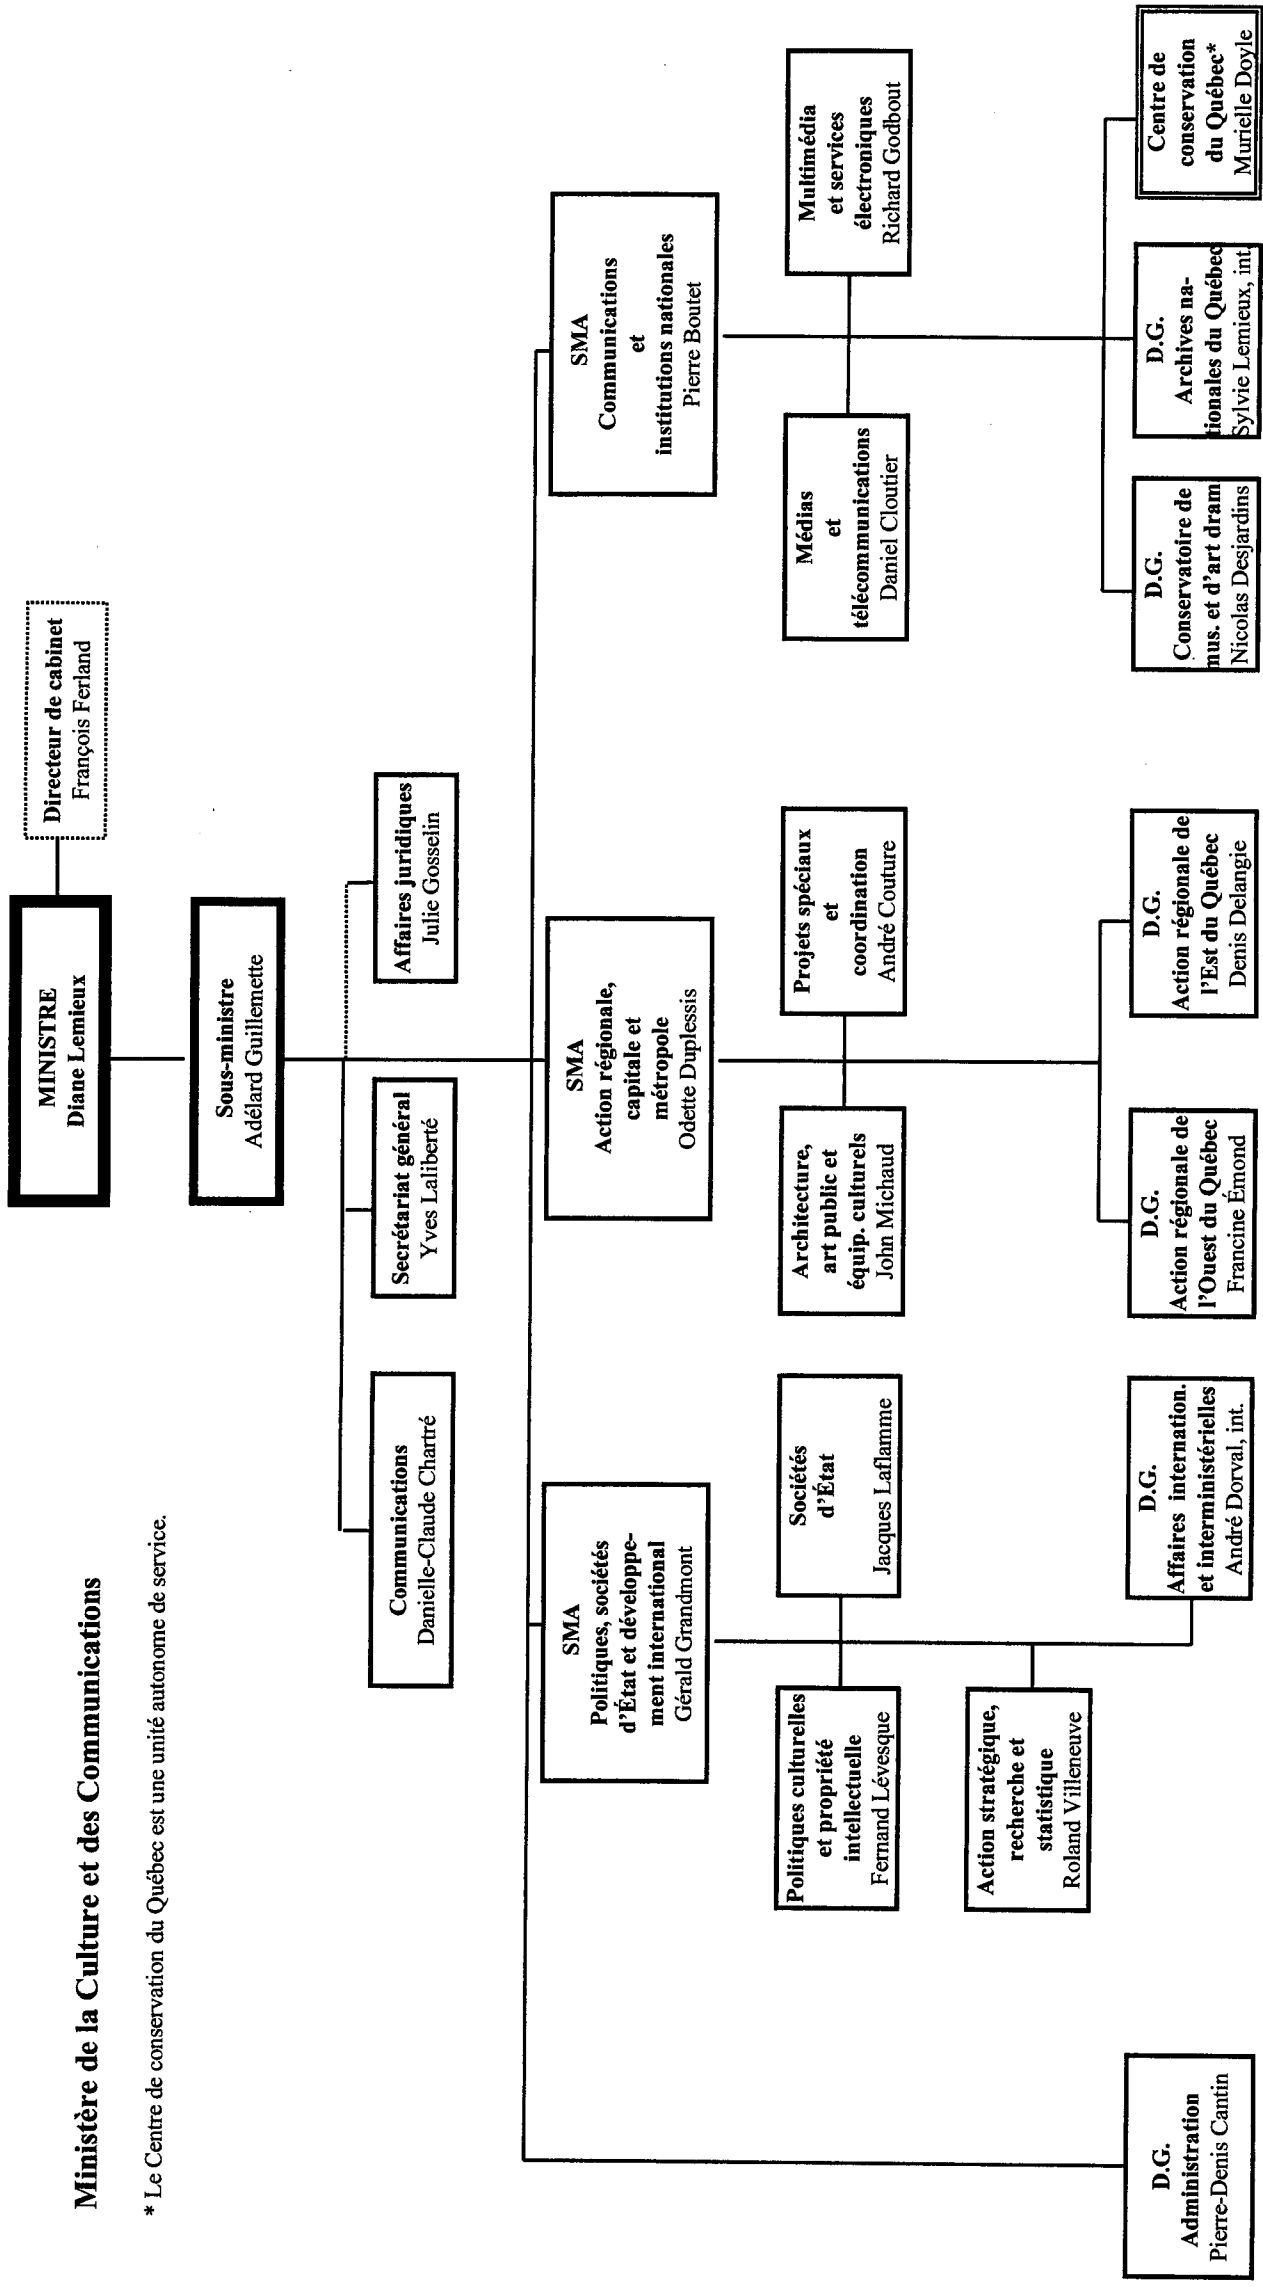 Ministère de la Culture et des Communications
* Le Centre de conservation du Québec est une unité autonome de service.
MINISTRE
Diane Lemieux
Directeur de cabinet
François Ferland
Sous-ministre
Adélard Guillemette
Communications
Danielle-Claude Chartré
Secrétariat général
Yves Laliberté
Affaires juridiques
Julie Gosselin
SMA
Politiques, sociétés
d'État et développe-
ment international
Gérald Grandmont
SMA
Action régionale,
capitale et
métropole
Odette Duplessis
SMA
Communications
et
institutions nationales
Pierre Boutet
Politiques culturelles
et propriété
intellectuelle
Fernand Lévesque
Sociétés
d'État
Jacques Laflamme
Architecture,
art public et
équip. culturels
John Michaud
Projets spéciaux
et
coordination
André Couture
Médias
et
télécommunications
Daniel Cloutier
Multimédia
et services
électroniques
Richard Godbout
Action stratégique,
recherche et
statistique
Roland Villeneuve
D.G.
Administration
Pierre-Denis Cantin
D.G.
Affaires internation.
et interministérielles
André Dorval, int.
D.G.
Action régionale de
l'Ouest du Québec
Francine Émond
D.G.
Action régionale de
l'Est du Québec
Denis Delangie
D.G.
Conservatoire de
mus. et d'art dram.
Nicolas Desjardins
D.G.
Archives na-
tionales du Québec
Sylvie Lemieux, int.
Centre de
conservation
du Québec*
Murielle Doyle